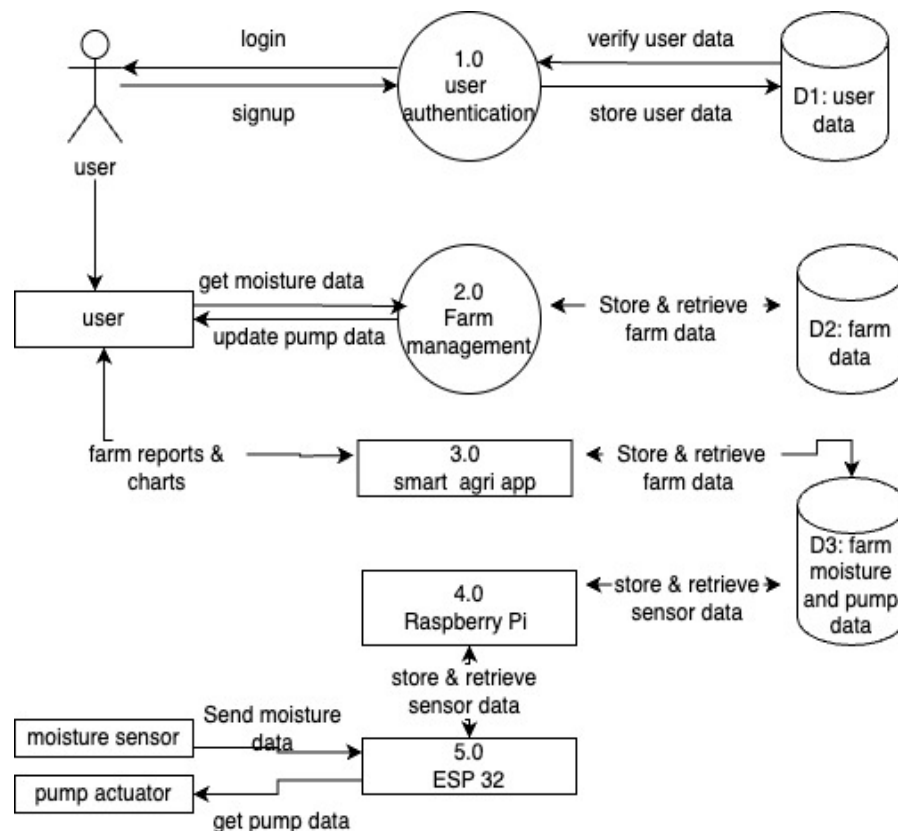 login
signup
user
1.0
user
authentication
verify user data
store user data
D1: user
data
user
get moisture data
update pump data
2.0
Farm
management
Store & retrieve
farm data
D2: farm
data
farm reports &
charts
3.0
smart agri app
Store & retrieve
farm data
D3: farm
moisture
and pump
data
4.0
Raspberry Pi
store & retrieve
sensor data
store & retrieve
sensor data
moisture sensor
Send moisture
data
5.0
ESP 32
pump actuator
get pump data